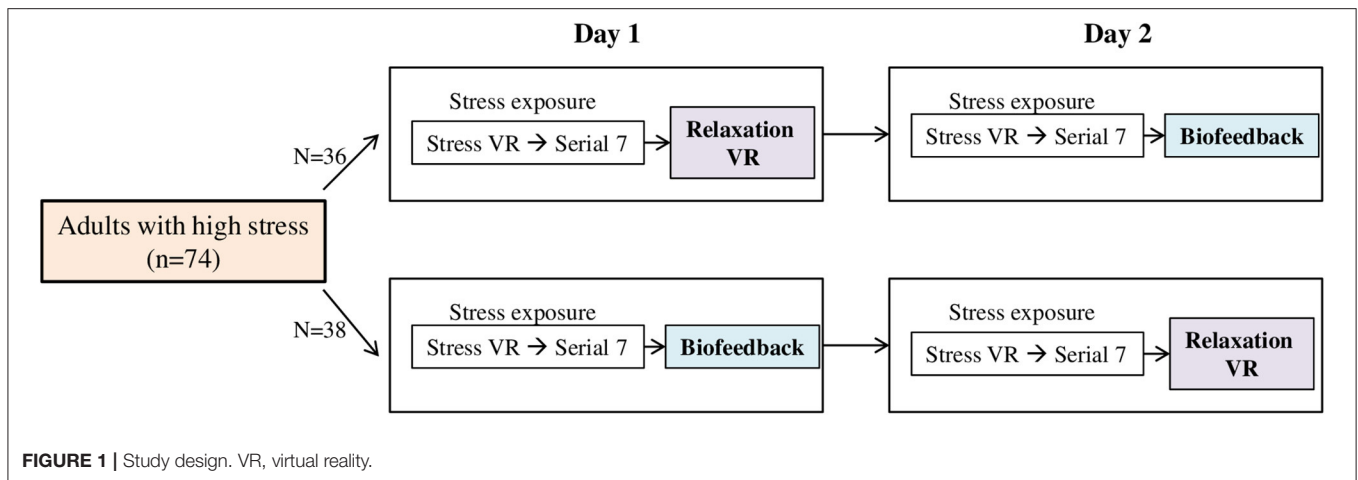 Day 1
Day 2
N=36
Stress exposure
Stress VR → Serial 7
Relaxation
VR
Stress exposure
Stress VR → Serial 7
Biofeedback
Adults with high stress
(n=74)
N=38
Stress exposure
Stress VR → Serial 7
Biofeedback
Stress exposure
Stress VR → Serial 7
Relaxation
VR
FIGURE 1 | Study design. VR, virtual reality.